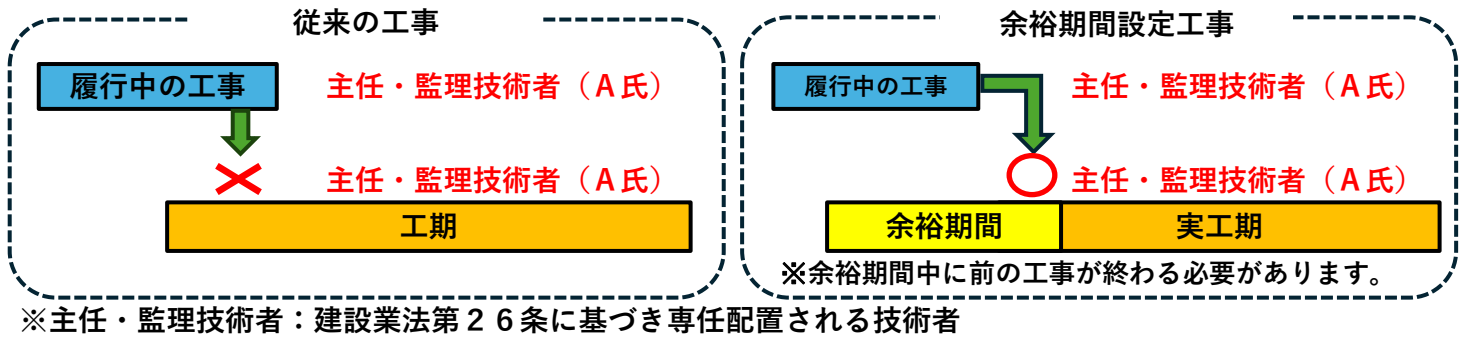 従来の工事
履行中の工事
主任・監理技術者（Ａ氏）
主任・監理技術者（Ａ氏）
工期
余裕期間設定工事
履行中の工事
主任・監理技術者（Ａ氏）
主任・監理技術者（Ａ氏）
余裕期間
実工期
※余裕期間中に前の工事が終わる必要があります。
※主任・監理技術者：建設業法第２６条に基づき専任配置される技術者